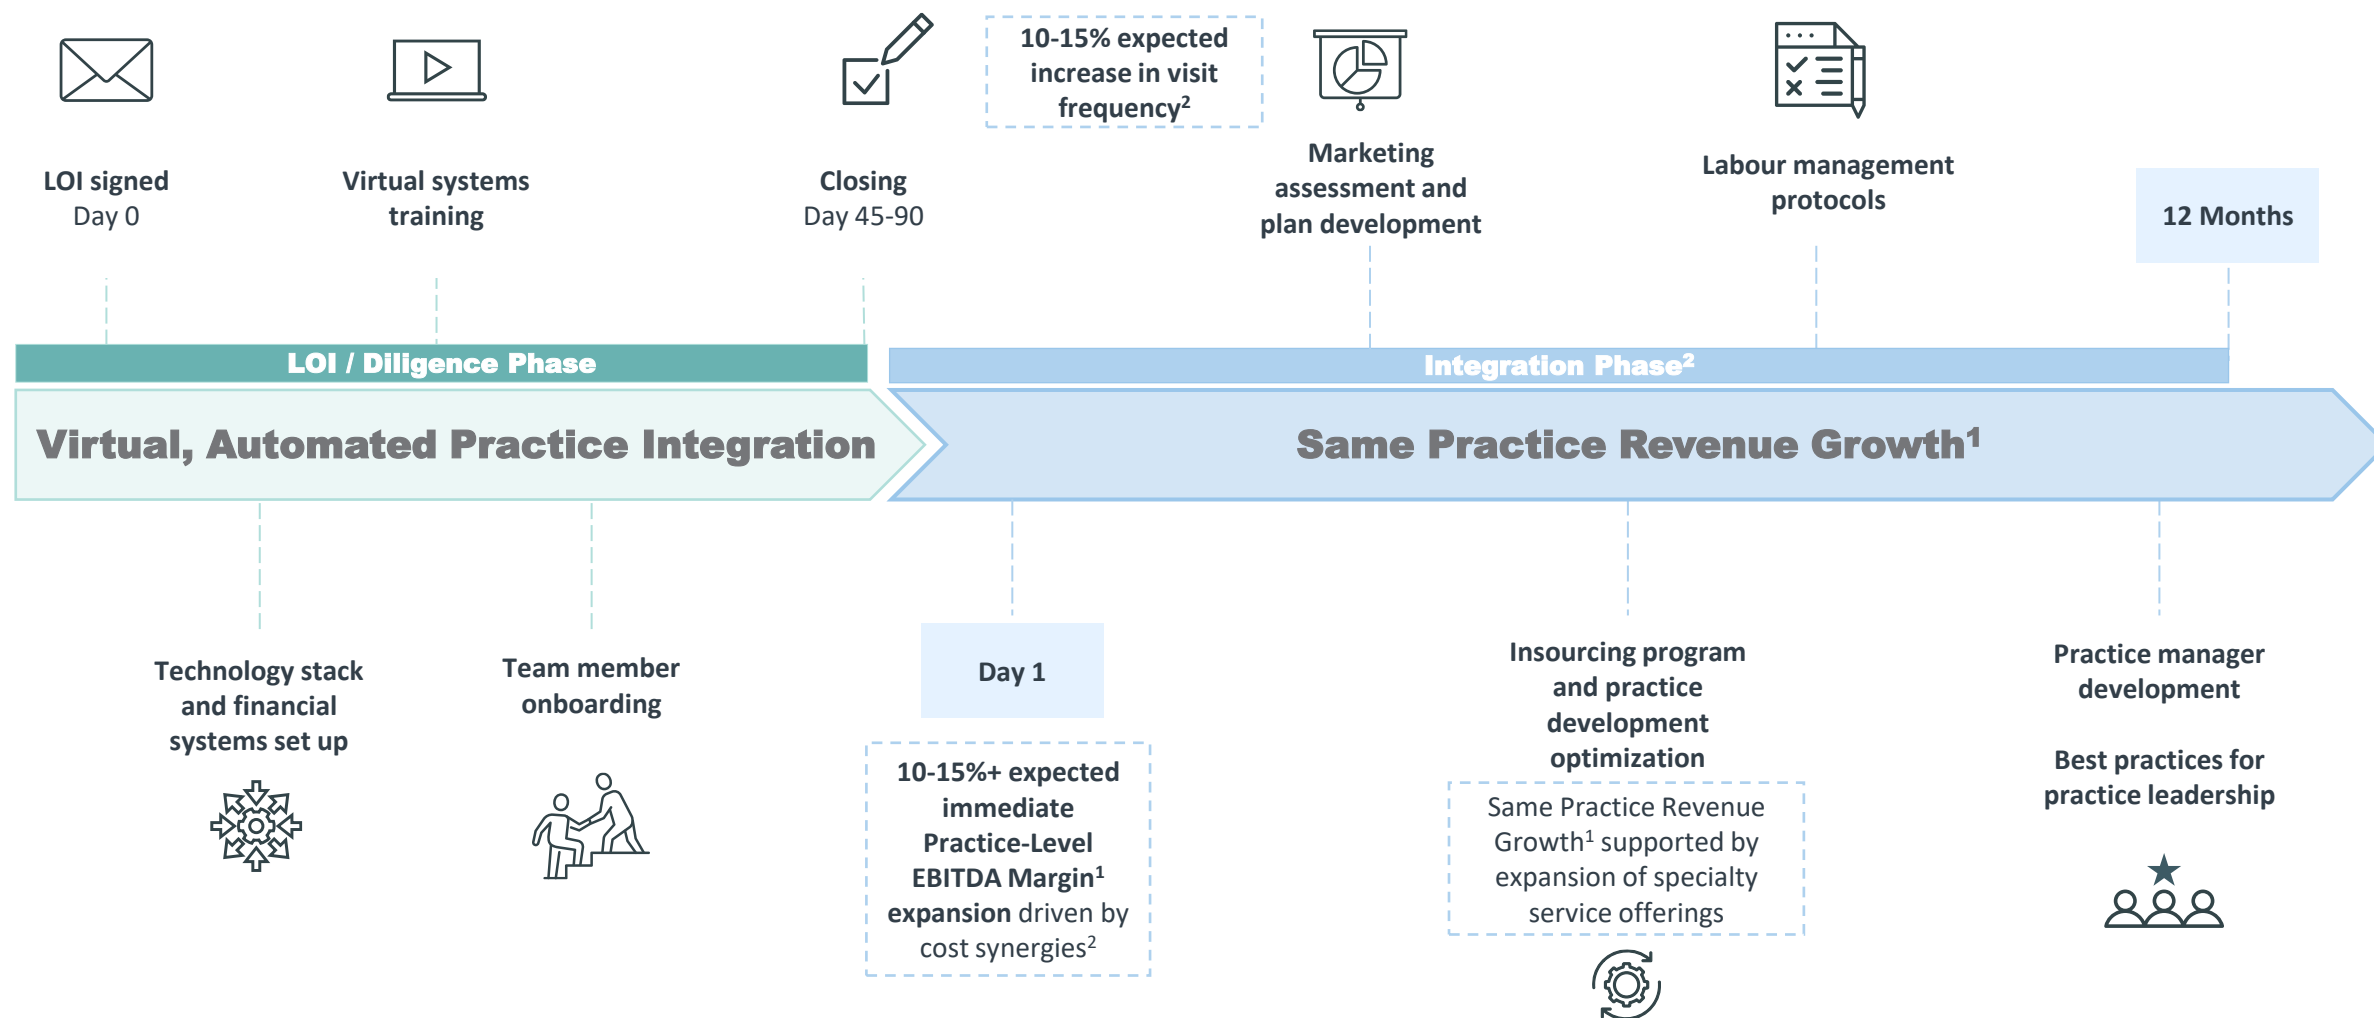 10-15% expected
increase in visit
frequency²
LOI signed
Day 0
Virtual systems
training
Closing
Day 45-90
Marketing
assessment and
plan development
Labour management
protocols
12 Months
LOI / Diligence Phase
Integration Phase²
Virtual, Automated Practice Integration
Same Practice Revenue Growth¹
Technology stack
and financial
systems set up
Team member
onboarding
Day 1
10-15%+ expected
immediate
Practice-Level
EBITDA Margin¹
expansion driven by
cost synergies²
Insourcing program
and practice
development
optimization
Same Practice Revenue
Growth¹ supported by
expansion of specialty
service offerings
Practice manager
development
Best practices for
practice leadership